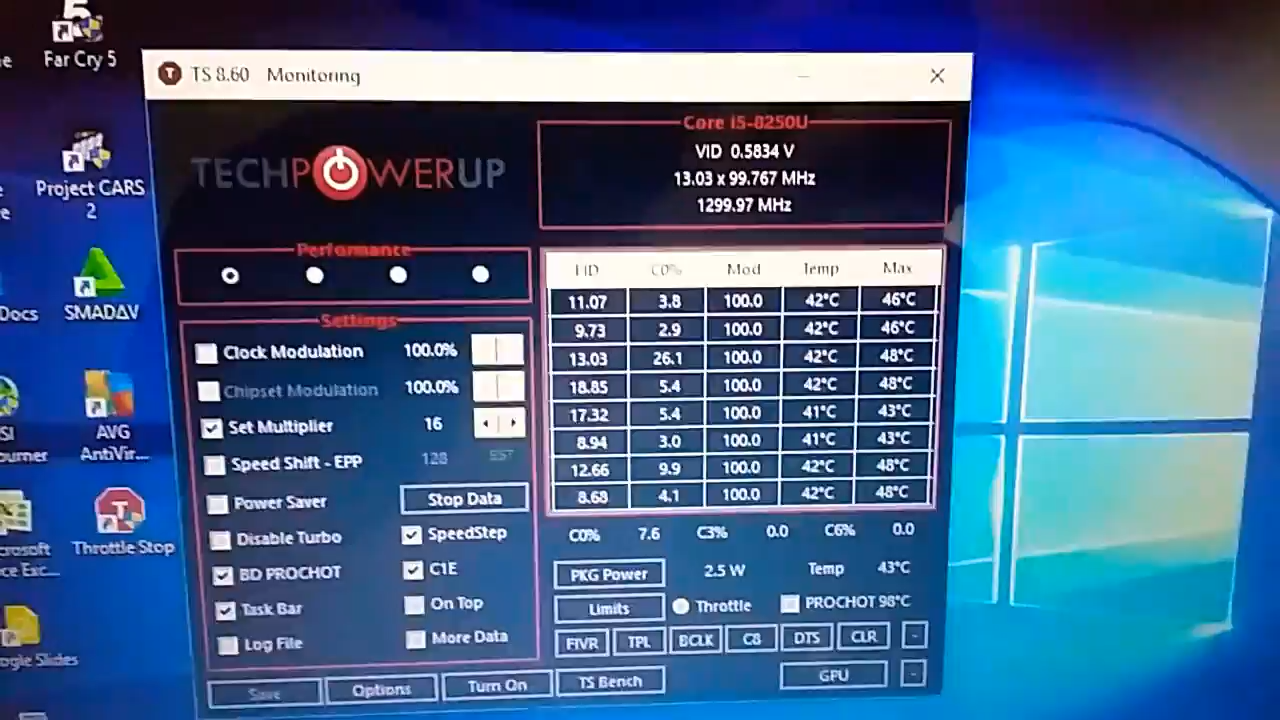 Far Cry 5
Project CARS
2
Docs
SMADΔV
AVG
AntiVir...
Throttle Stop
Exc...
Slides
TS 8.60 Monitoring
TECHPOWERUP
Core i5-8250U
VID 0.5834 V
13.03 x 99.767 MHz
1299.97 MHz
Performance
Settings
Clock Modulation 100.0%
Chipset Modulation 100.0%
Set Multiplier 16
Speed Shift - EPP 128 SST
Power Saver Stop Data
Disable Turbo SpeedStep
BD PROCHOT C1E
Task Bar On Top
Log File More Data
Save Options Turn On
FID C0% Mod Temp Max
11.07 3.8 100.0 42°C 46°C
9.73 2.9 100.0 42°C 46°C
13.03 26.1 100.0 42°C 48°C
18.85 5.4 100.0 42°C 48°C
17.32 5.4 100.0 41°C 43°C
8.94 3.0 100.0 41°C 43°C
12.66 9.9 100.0 42°C 48°C
8.68 4.1 100.0 42°C 48°C
C0% 7.6 C3% 0.0 C6% 0.0
PKG Power 2.5 W Temp 43°C
Limits Throttle PROCHOT 98°C
FIVR TPL BCLK C8 DTS CLR -
TS Bench GPU -